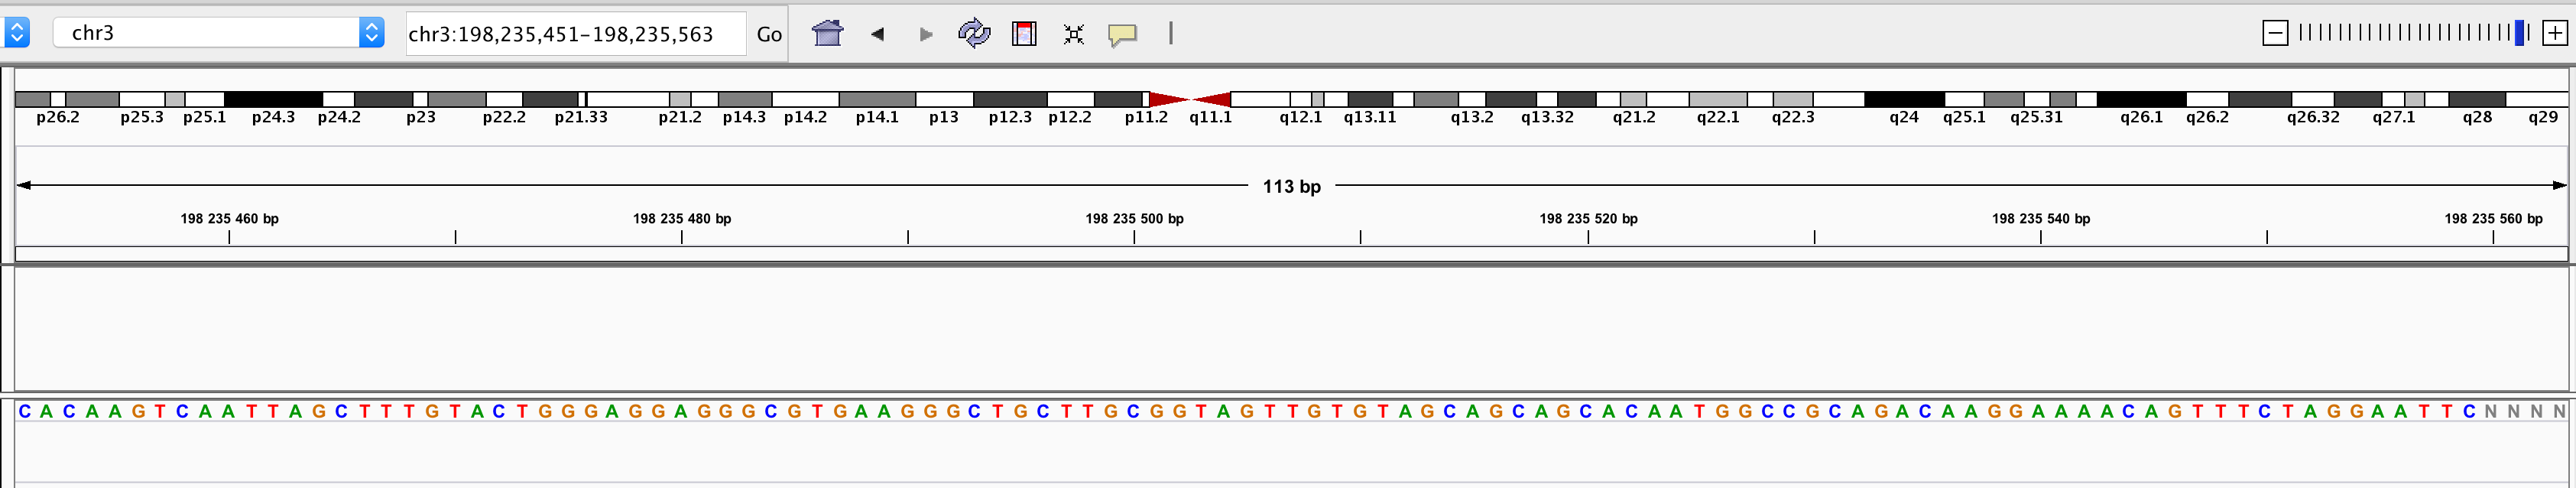 chr3 chr3:198,235,451-198,235,563 Go
p26.2 p25.3 p25.1 p24.3 p24.2 p23 p22.2 p21.33 p21.2 p14.3 p14.2 p14.1 p13 p12.3 p12.2 p11.2 q11.1 q12.1 q13.11 q13.2 q13.32 q21.2 q22.1 q22.3 q24 q25.1 q25.31 q26.1 q26.2 q26.32 q27.1 q28 q29
113 bp
198 235 460 bp 198 235 480 bp 198 235 500 bp 198 235 520 bp 198 235 540 bp 198 235 560 bp
C A C A A G T C A A T T A G C T T T G T A C T G G G A G G A G G G C G T G A A G G G C T G C T T G C G G T A G T T G T G T A G C A G C A G C A C A A T G G C C G C A G A C A A G G A A A A C A G T T T C T A G G A A T T C N N N N